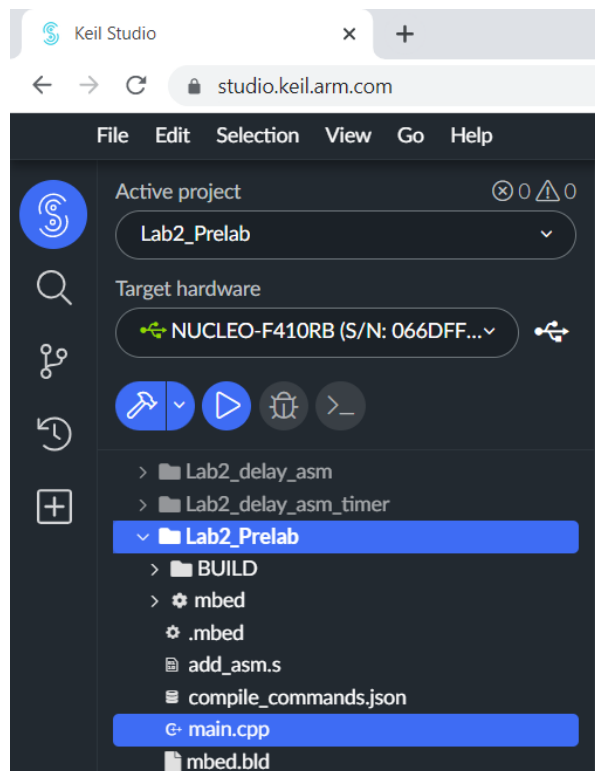 Keil Studio
studio.keil.arm.com
File Edit Selection View Go Help
Active project 0 0
Lab2_Prelab
Target hardware
NUCLEO-F410RB (S/N: 066DFF...
Lab2_delay_asm
Lab2_delay_asm_timer
Lab2_Prelab
BUILD
mbed
.mbed
add_asm.s
compile_commands.json
main.cpp
mbed.bld